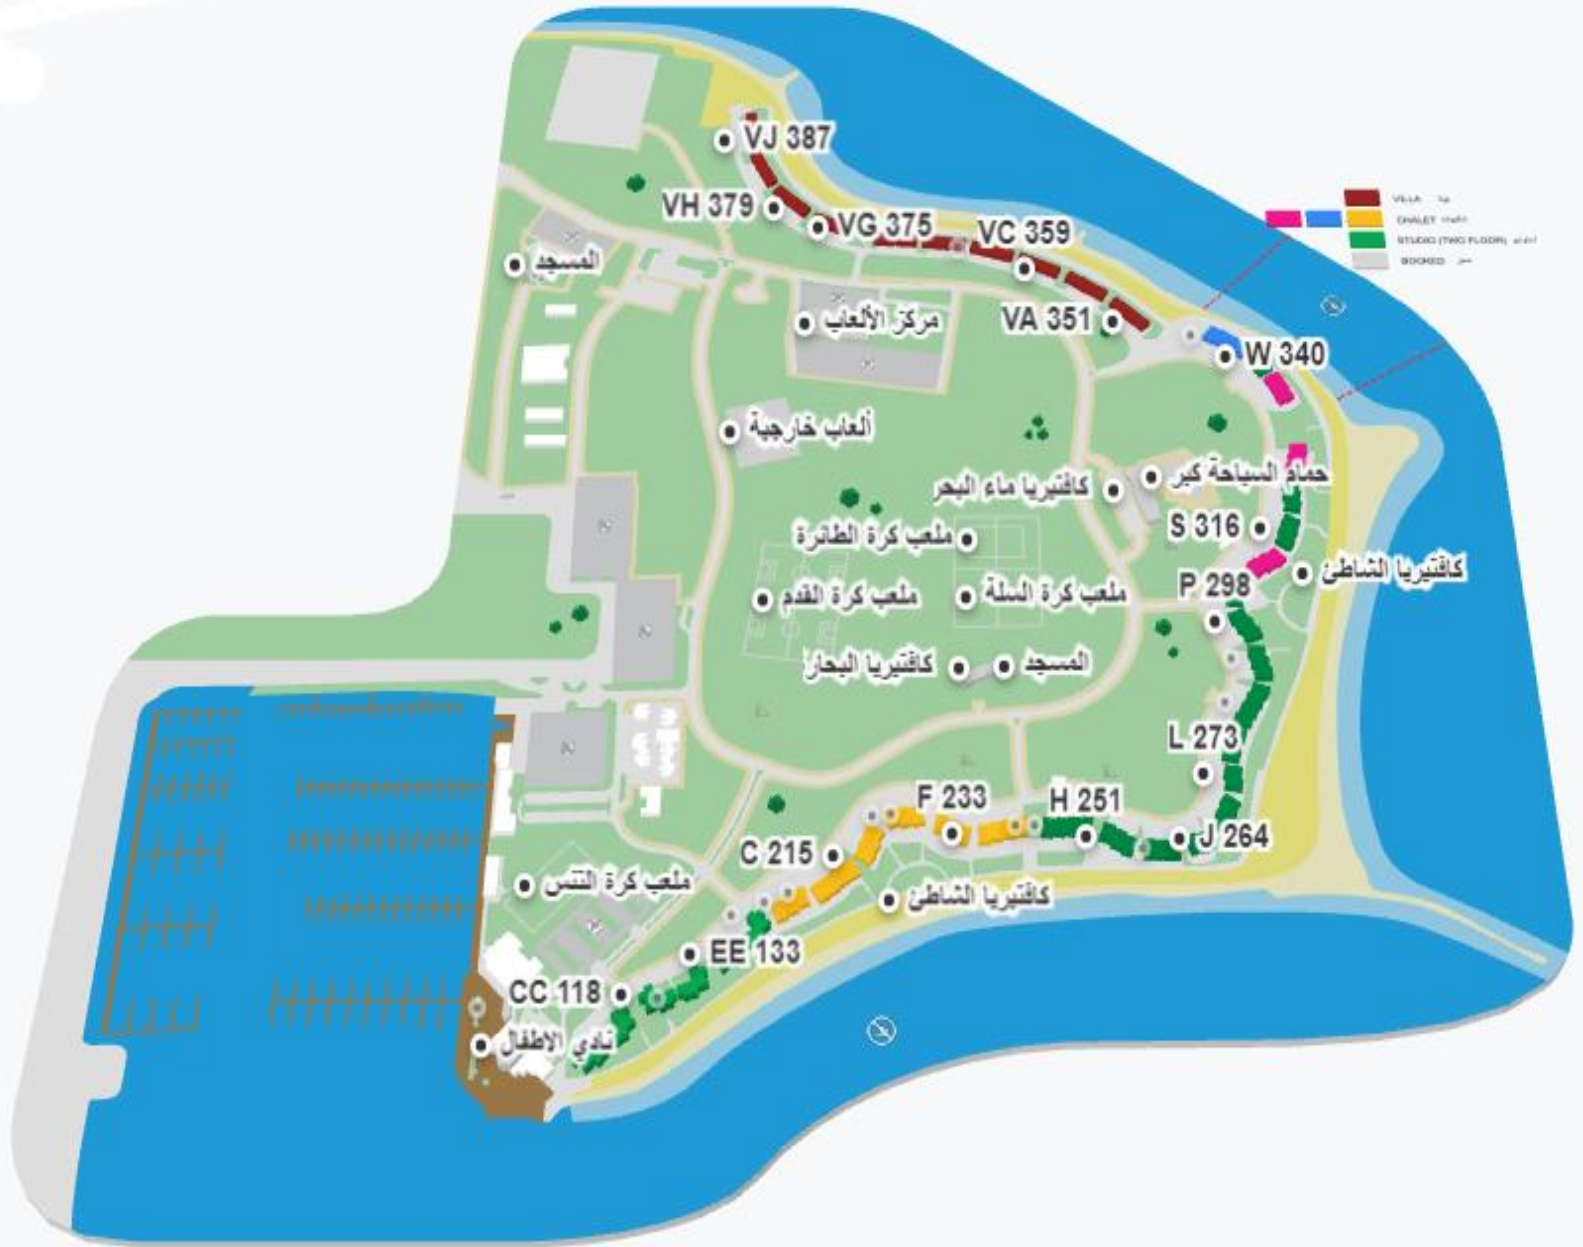 VJ 387
VH 379
VG 375
VC 359
VILLA
CHALET
STUDIO (TWO FLOOR)
BOOKED
المسجد
مركز الألعاب
VA 351
W 340
ألعاب خارجية
حمام السباحة كبر
كافتيريا ماء البحر
S 316
ملعب كرة الطائرة
كافتيريا الشاطئ
P 298
ملعب كرة القدم
ملعب كرة السلة
المسجد
كافتيريا البحار
L 273
F 233
H 251
J 264
C 215
ملعب كرة التنس
كافتيريا الشاطئ
EE 133
CC 118
نادي الاطفال